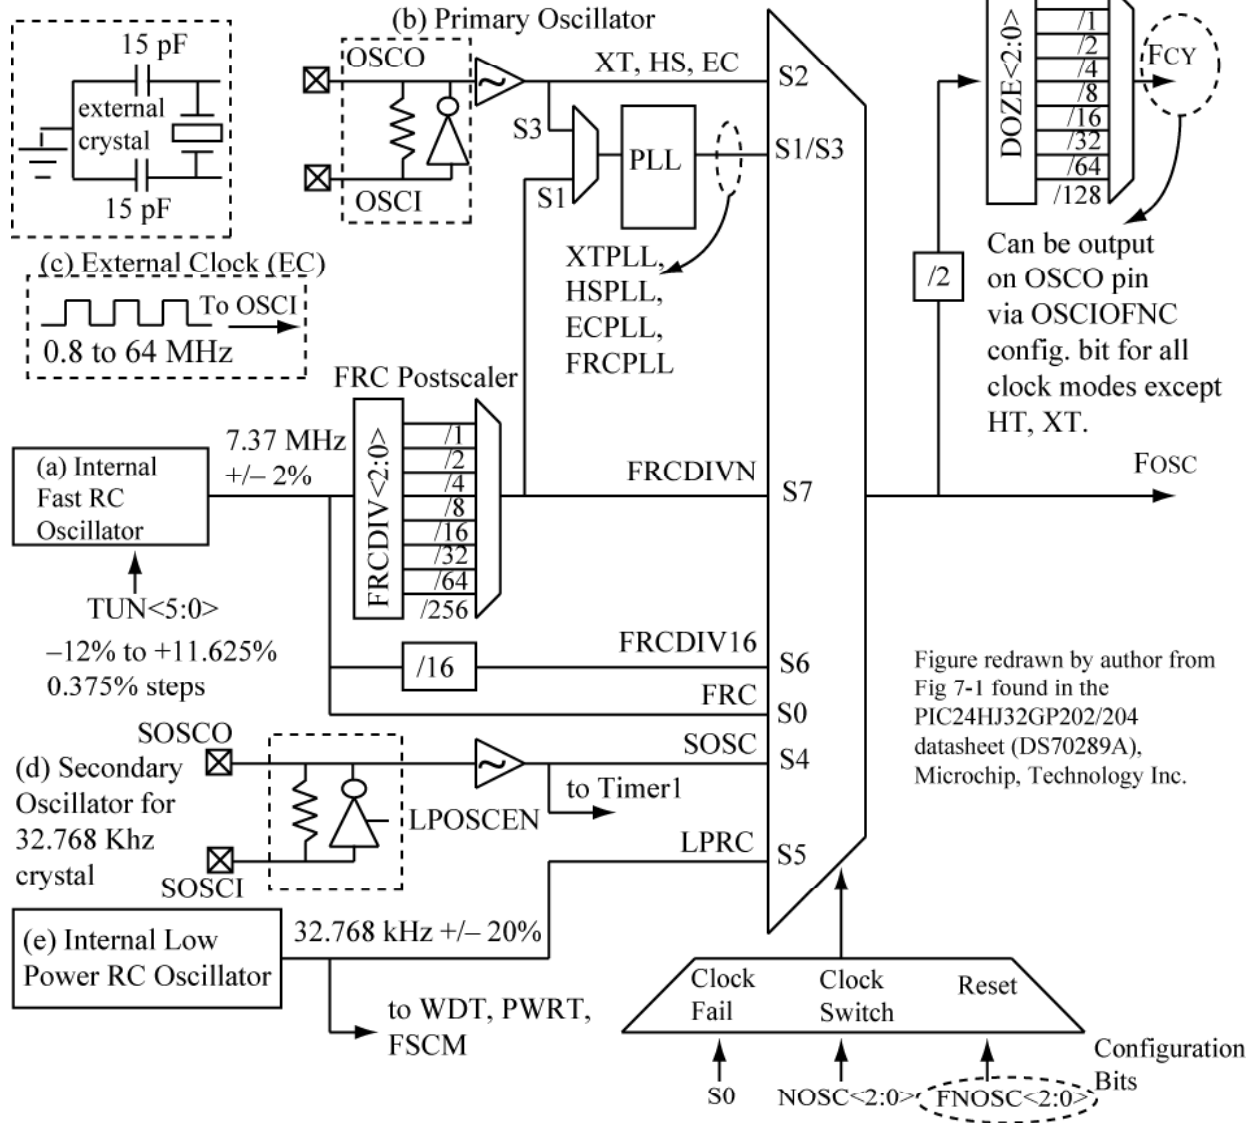 (b) Primary Oscillator
15 pF
external
crystal
15 pF
OSCO
OSCI
XT, HS, EC
S2
S3
S1
PLL
S1/S3
XTPLL,
HSPLL,
ECPLL,
FRCPLL
DOZE<2:0>
/1
/2
/4
/8
/16
/32
/64
/128
FCY
Can be output
on OSCO pin
via OSCIOFNC
config. bit for all
clock modes except
HT, XT.
/2
(c) External Clock (EC)
To OSCI
0.8 to 64 MHz
FRC Postscaler
7.37 MHz
+/– 2%
(a) Internal
Fast RC
Oscillator
TUN<5:0>
–12% to +11.625%
0.375% steps
FRCDIV<2:0>
/1
/2
/4
/8
/16
/32
/64
/256
FRCDIVN
S7
FOSC
/16
FRCDIV16
S6
FRC
S0
Figure redrawn by author from
Fig 7-1 found in the
PIC24HJ32GP202/204
datasheet (DS70289A),
Microchip, Technology Inc.
SOSCO
(d) Secondary
Oscillator for
32.768 Khz
crystal
SOSCI
LPOSCEN
SOSC
S4
to Timer1
LPRC
S5
(e) Internal Low
Power RC Oscillator
32.768 kHz +/– 20%
to WDT, PWRT,
FSCM
Clock
Fail
Clock
Switch
Reset
S0
NOSC<2:0>
FNOSC<2:0>
Configuration
Bits